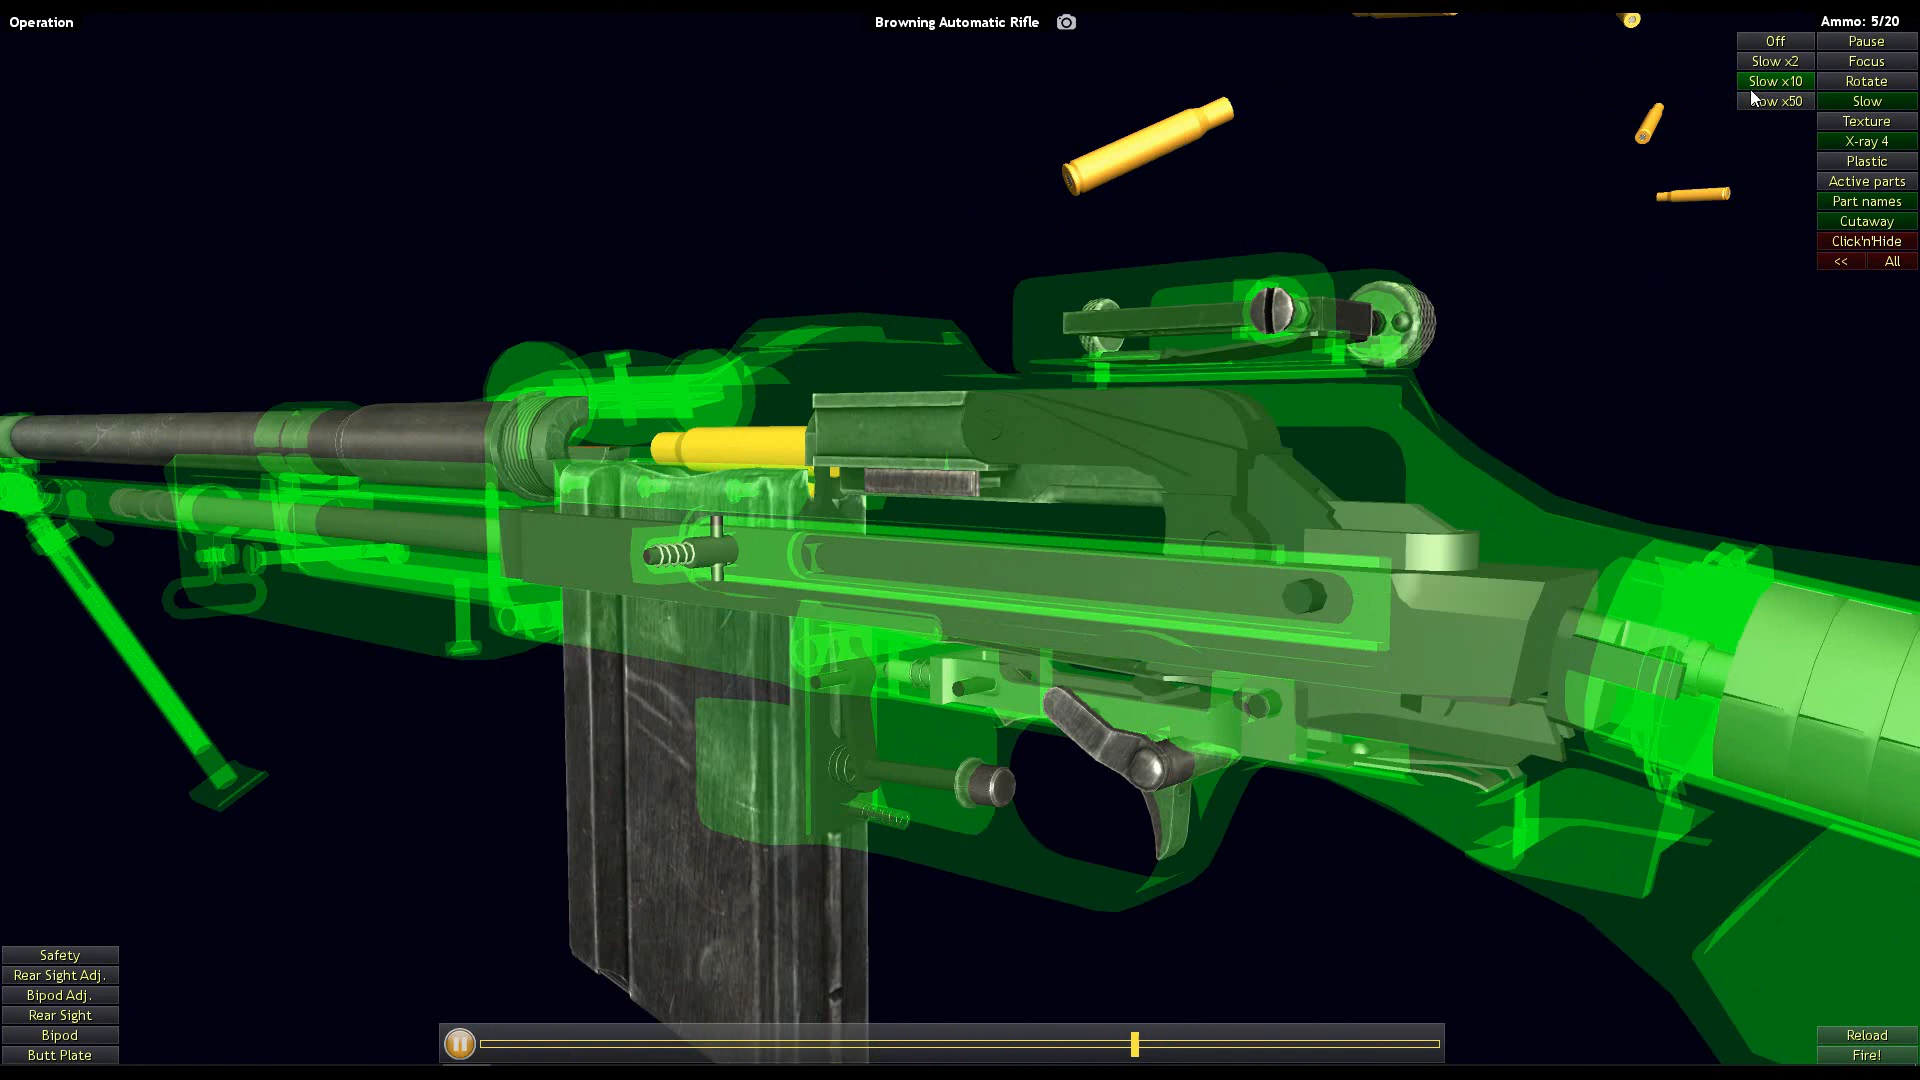 Operation
Browning Automatic Rifle
Ammo: 5/20
Off
Pause
Slow x2
Focus
Slow x10
Rotate
ow x50
Slow
Texture
X-ray 4
Plastic
Active parts
Part names
Cutaway
Click'n'Hide
<< All
Safety
Rear Sight Adj.
Bipod Adj.
Rear Sight
Bipod
Butt Plate
Reload
Fire!